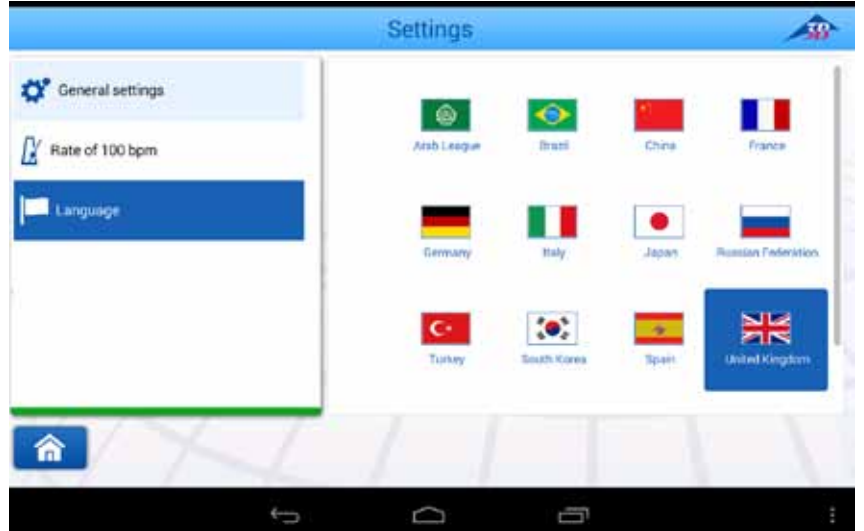 Settings
3B
General settings
Rate of 100 bpm
Language
Arab League
Brazil
China
France
Germany
Italy
Japan
Russian Federation
Turkey
South Korea
Spain
United Kingdom